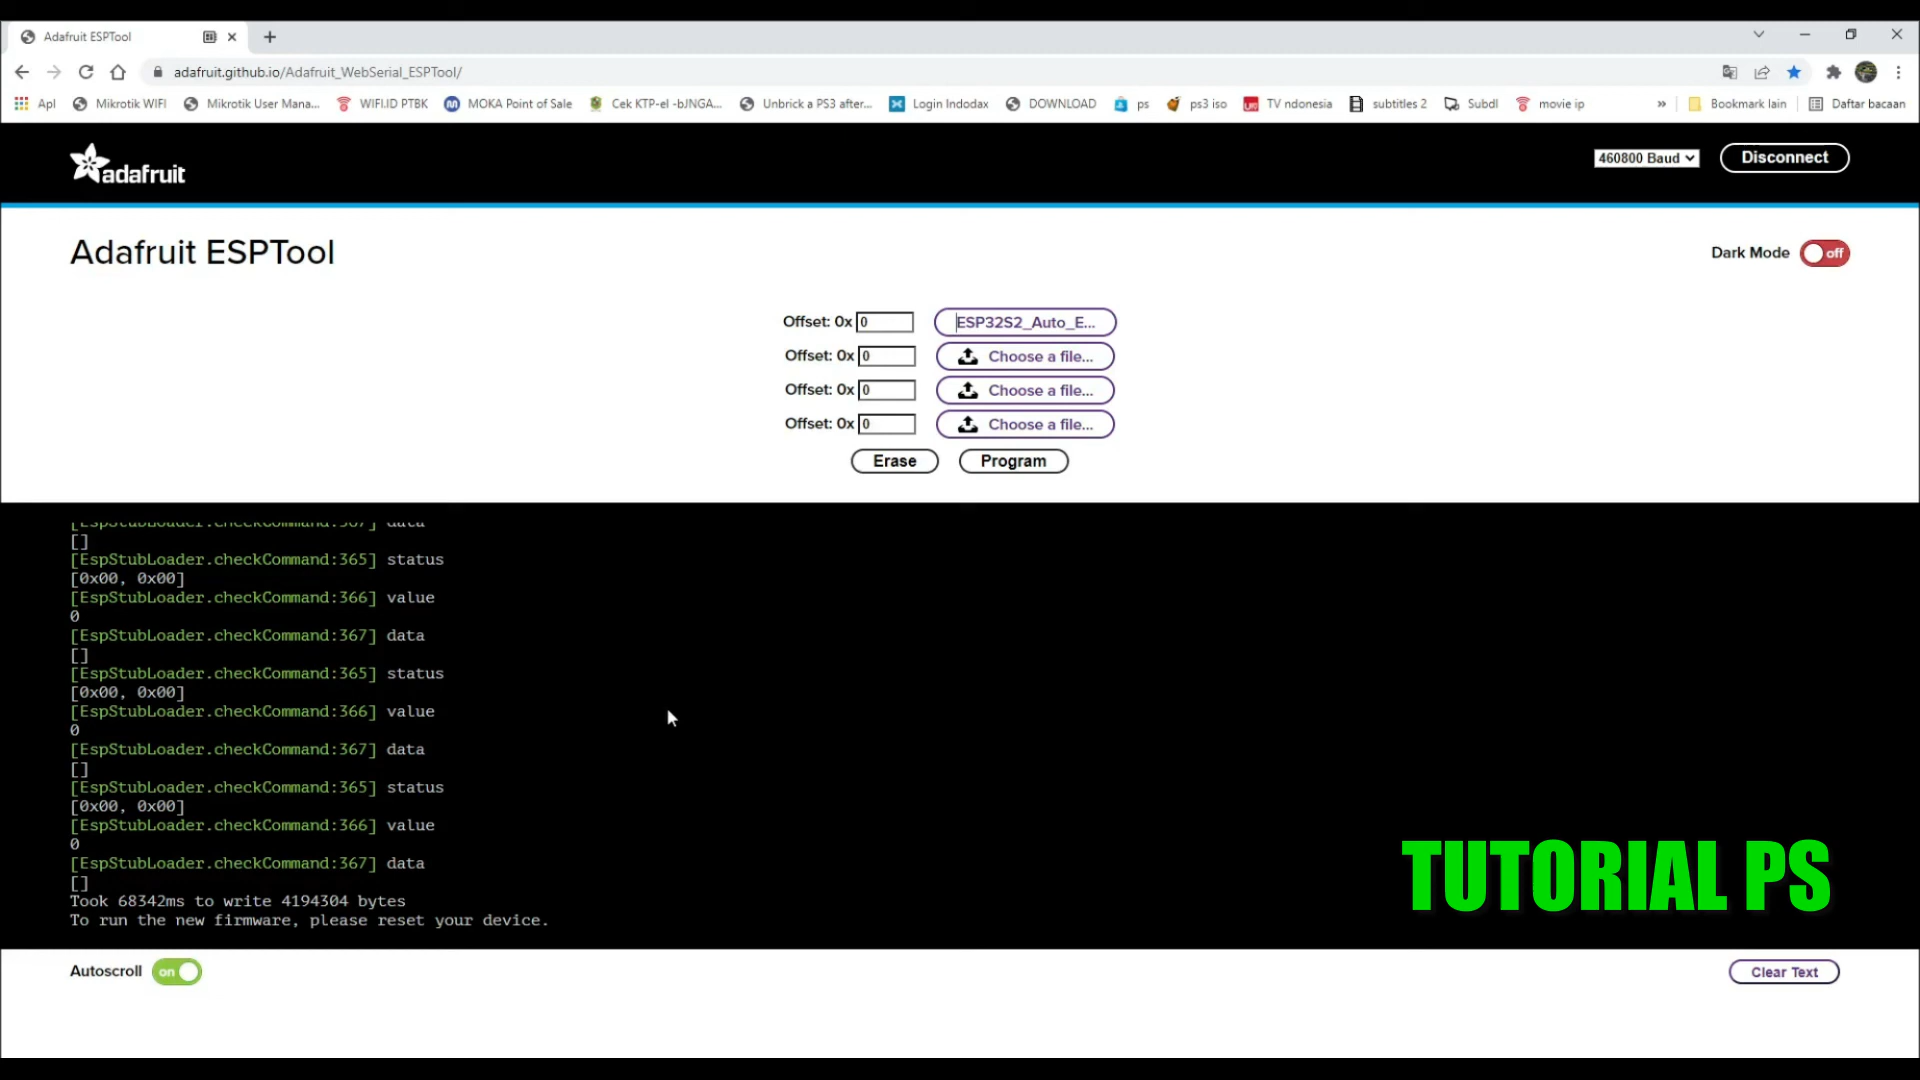 Adafruit ESPTool
adafruit.github.io/Adafruit_WebSerial_ESPTool/
Apl Mikrotik WIFI Mikrotik User Mana... WIFI.ID PTBK MOKA Point of Sale Cek KTP-el -bJNGA... Unbrick a PS3 after... Login Indodax DOWNLOAD ps ps3 iso TV ndonesia subtitles 2 Subdl movie ip » Bookmark lain Daftar bacaan
adafruit 460800 Baud Disconnect
Adafruit ESPTool Dark Mode off
Offset: 0x 0 ESP32S2_Auto_E...
Offset: 0x 0 Choose a file...
Offset: 0x 0 Choose a file...
Offset: 0x 0 Choose a file...
Erase Program
[EspStubLoader.checkCommand:367] data
[]
[EspStubLoader.checkCommand:365] status
[0x00, 0x00]
[EspStubLoader.checkCommand:366] value
0
[EspStubLoader.checkCommand:367] data
[]
[EspStubLoader.checkCommand:365] status
[0x00, 0x00]
[EspStubLoader.checkCommand:366] value
0
[EspStubLoader.checkCommand:367] data
[]
[EspStubLoader.checkCommand:365] status
[0x00, 0x00]
[EspStubLoader.checkCommand:366] value
0
[EspStubLoader.checkCommand:367] data
[]
Took 68342ms to write 4194304 bytes
To run the new firmware, please reset your device.
TUTORIAL PS
Autoscroll on Clear Text